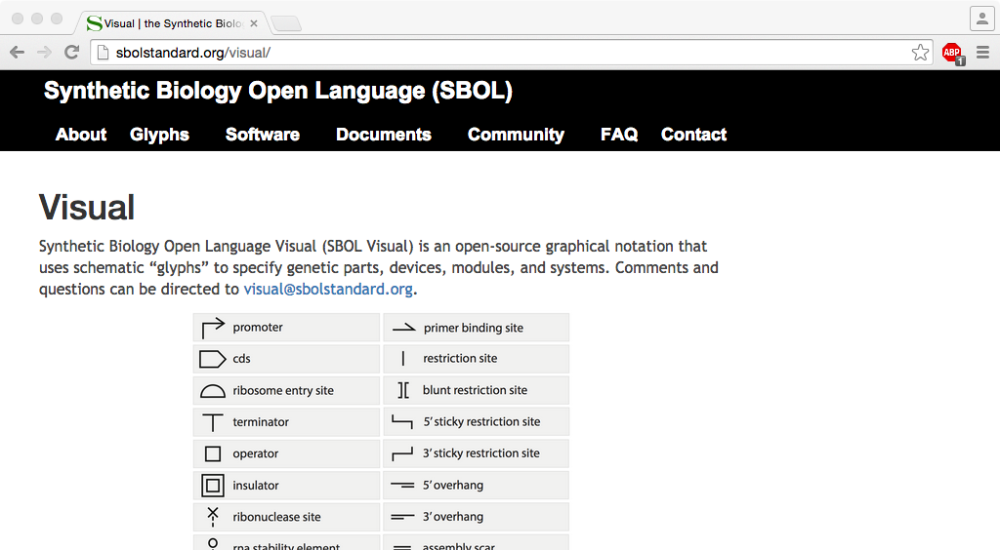 Visual | the Synthetic Biolo
sbolstandard.org/visual/
ABP
1
Synthetic Biology Open Language (SBOL)
About Glyphs Software Documents Community FAQ Contact
Visual
Synthetic Biology Open Language Visual (SBOL Visual) is an open-source graphical notation that
uses schematic “glyphs” to specify genetic parts, devices, modules, and systems. Comments and
questions can be directed to visual@sbolstandard.org.
promoter primer binding site
cds restriction site
ribosome entry site blunt restriction site
terminator 5’ sticky restriction site
operator 3’ sticky restriction site
insulator 5’ overhang
ribonuclease site 3’ overhang
rna stability element assembly scar